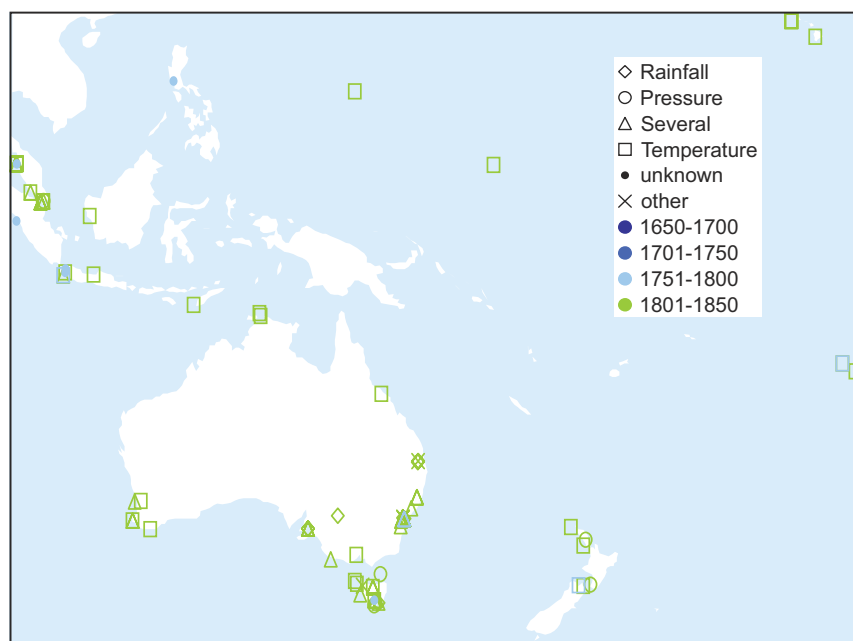 Rainfall
Pressure
Several
Temperature
unknown
other
1650-1700
1701-1750
1751-1800
1801-1850